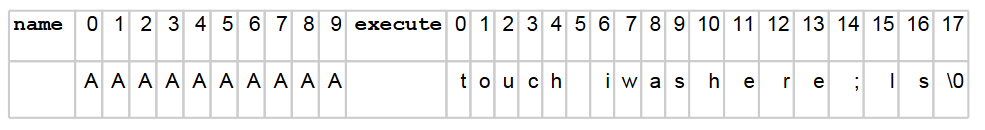 name 0 1 2 3 4 5 6 7 8 9 execute 0 1 2 3 4 5 6 7 8 9 10 11 12 13 14 15 16 17
A A A A A A A A A A t o u c h i w a s h e r e ; l s \0